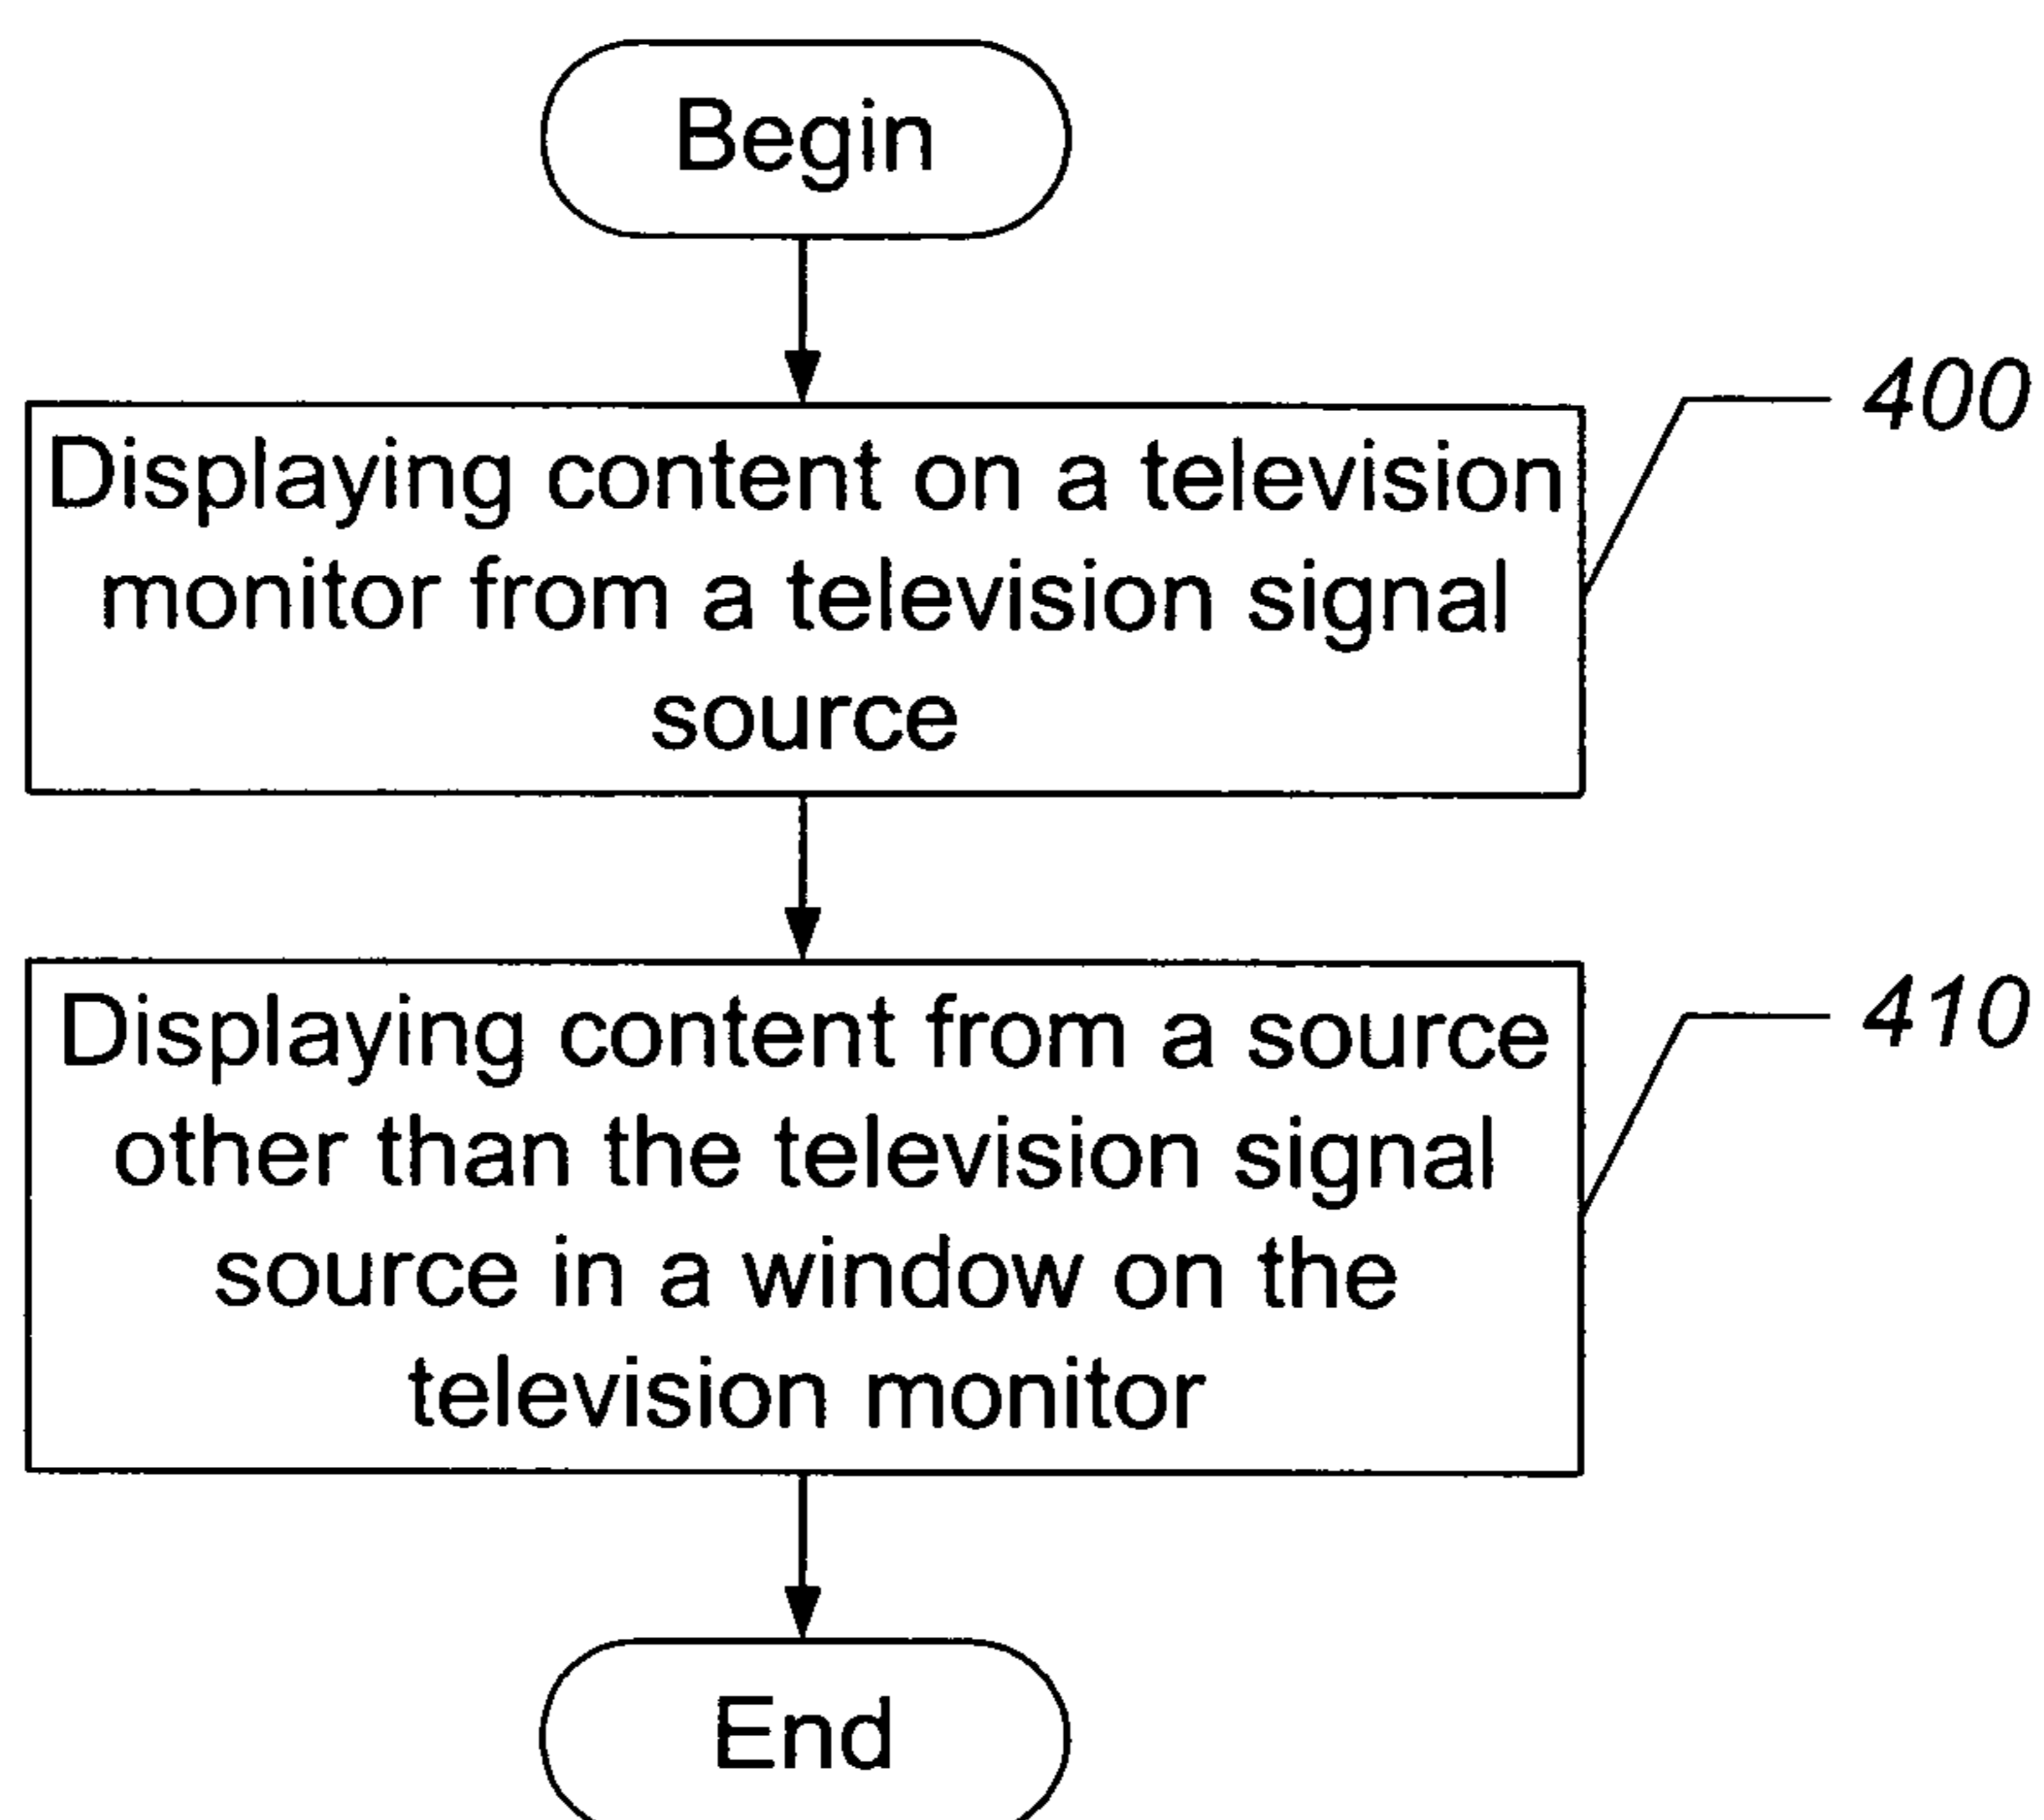 Begin
Displaying content on a television
monitor from a television signal
source
400
Displaying content from a source
other than the television signal
source in a window on the
television monitor
410
End